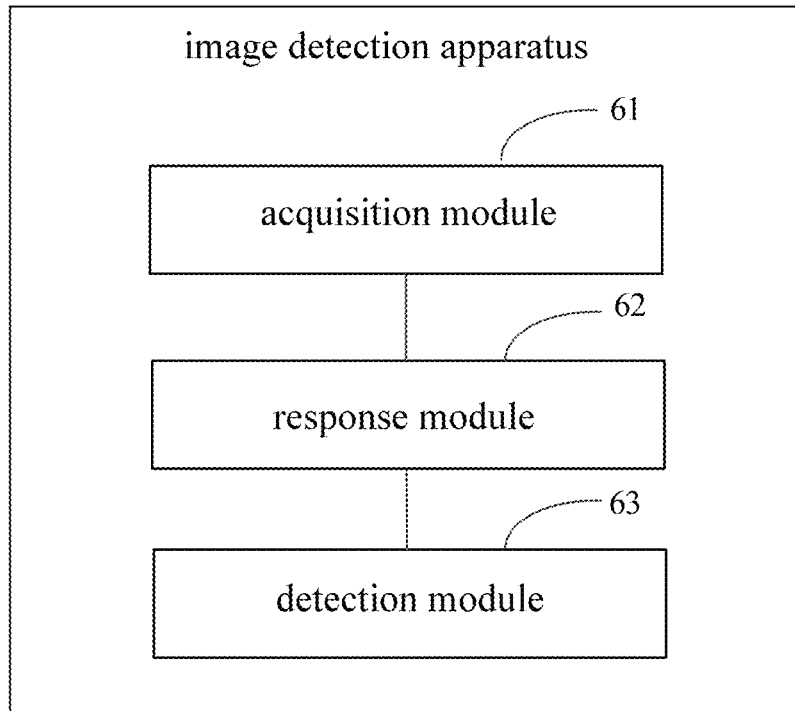 image detection apparatus
61
acquisition module
62
response module
63
detection module